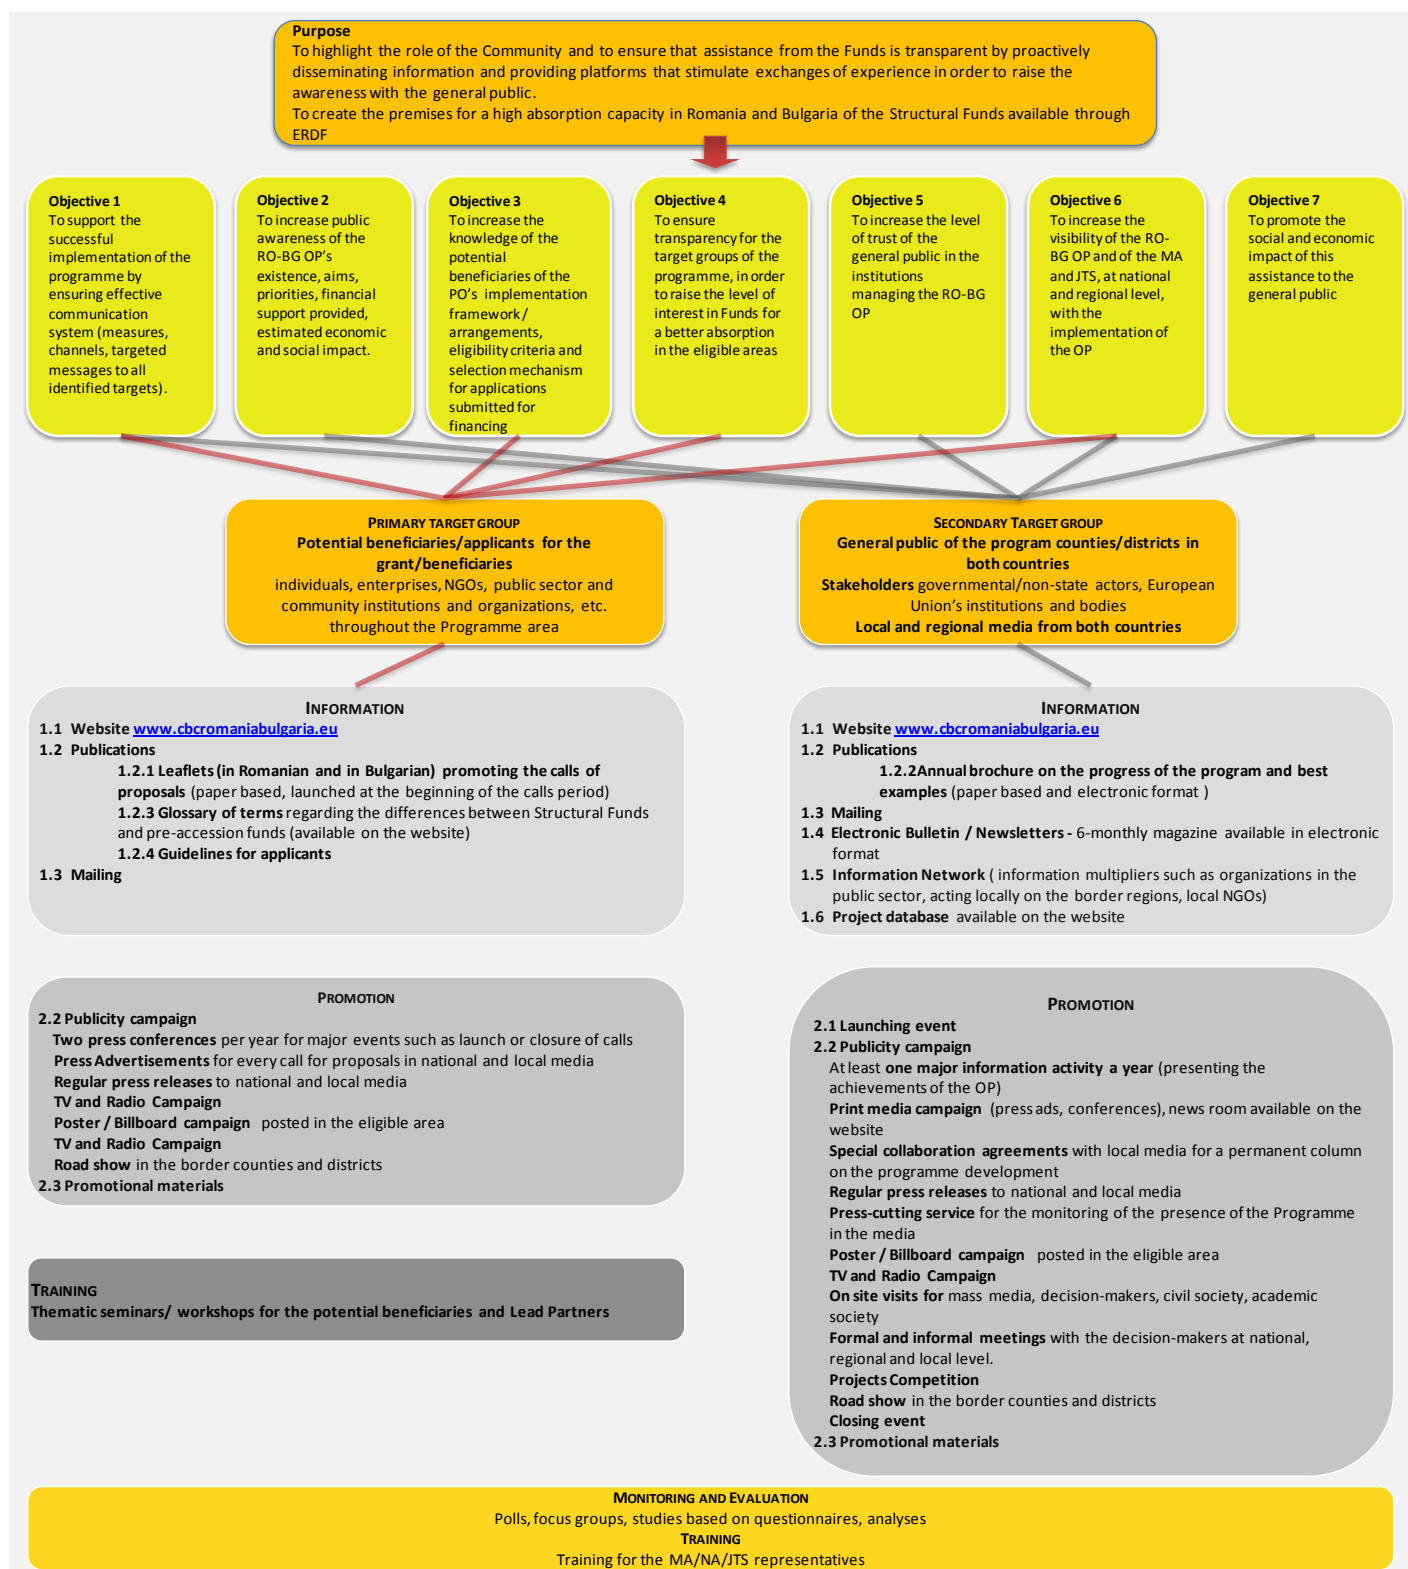 Purpose
To highlight the role of the Community and to ensure that assistance from the Funds is transparent by proactively
disseminating information and providing platforms that stimulate exchanges of experience in order to raise the
awareness with the general public.
To create the premises for a high absorption capacity in Romania and Bulgaria of the Structural Funds available through
ERDF
Objective 1
To support the
successful
implementation of the
programme by
ensuring effective
communication
system (measures,
channels, targeted
messages to all
identified targets).
Objective 2
To increase public
awareness of the
RO-BG OP's
existence, aims,
priorities, financial
support provided,
estimated economic
and social impact.
Objective 3
To increase the
knowledge of the
potential
beneficiaries of the
PO's implementation
framework/
arrangements,
eligibility criteria and
selection mechanism
for applications
submitted for
financing
Objective 4
To ensure
transparency for the
target groups of the
programme, in order
to raise the level of
interest in Funds for
a better absorption
in the eligible areas
Objective 5
To increase the level
of trust of the
general public in the
institutions
managing the RO-BG
OP
Objective 6
To increase the
visibility of the RO-
BG OP and of the MA
and JTS, at national
and regional level,
with the
implementation of
the OP
Objective 7
To promote the
social and economic
impact of this
assistance to the
general public
PRIMARY TARGET GROUP
Potential beneficiaries/applicants for the
grant/beneficiaries
individuals, enterprises, NGOs, public sector and
community institutions and organizations, etc.
throughout the Programme area
SECONDARY TARGET GROUP
General public of the program counties/districts in
both countries
Stakeholders governmental/non-state actors, European
Union's institutions and bodies
Local and regional media from both countries
INFORMATION
1.1 Website www.cbcromaniabulgaria.eu
1.2 Publications
1.2.1 Leaflets (in Romanian and in Bulgarian) promoting the calls of
proposals (paper based, launched at the beginning of the calls period)
1.2.3 Glossary of terms regarding the differences between Structural Funds
and pre-accession funds (available on the website)
1.2.4 Guidelines for applicants
1.3 Mailing
INFORMATION
1.1 Website www.cbcromaniabulgaria.eu
1.2 Publications
1.2.2Annual brochure on the progress of the program and best
examples (paper based and electronic format )
1.3 Mailing
1.4 Electronic Bulletin / Newsletters - 6-monthly magazine available in electronic
format
1.5 Information Network ( information multipliers such as organizations in the
public sector, acting locally on the border regions, local NGOs)
1.6 Project database available on the website
PROMOTION
2.2 Publicity campaign
Two press conferences per year for major events such as launch or closure of calls
Press Advertisements for every call for proposals in national and local media
Regular press releases to national and local media
TV and Radio Campaign
Poster / Billboard campaign posted in the eligible area
TV and Radio Campaign
Road show in the border counties and districts
2.3 Promotional materials
PROMOTION
2.1 Launching event
2.2 Publicity campaign
At least one major information activity a year (presenting the
achievements of the OP)
Print media campaign (press ads, conferences), news room available on the
website
Special collaboration agreements with local media for a permanent column
on the programme development
Regular press releases to national and local media
Press-cutting service for the monitoring of the presence of the Programme
in the media
Poster / Billboard campaign posted in the eligible area
TV and Radio Campaign
On site visits for mass media, decision-makers, civil society, academic
society
Formal and informal meetings with the decision-makers at national,
regional and local level.
Projects Competition
Road show in the border counties and districts
Closing event
2.3 Promotional materials
TRAINING
Thematic seminars/ workshops for the potential beneficiaries and Lead Partners
MONITORING AND EVALUATION
Polls, focus groups, studies based on questionnaires, analyses
TRAINING
Training for the MA/NA/JTS representatives